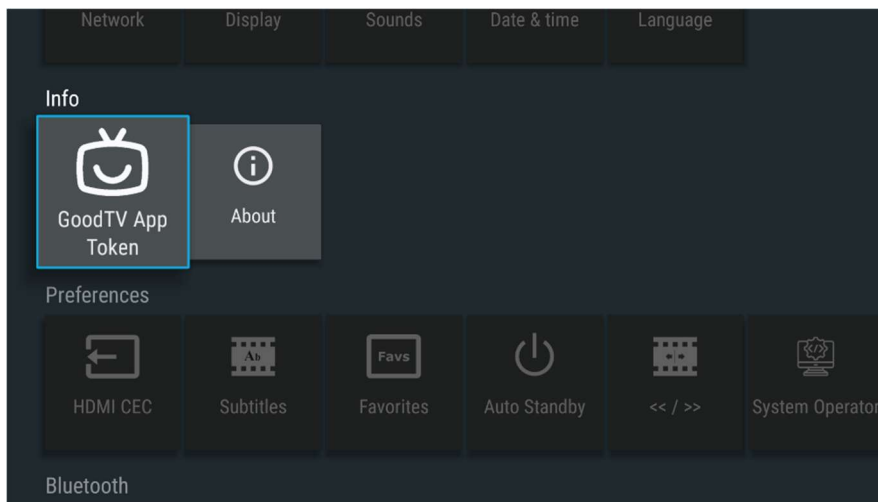 Network Display Sounds Date & time Language
Info
GoodTV App
Token
About
Preferences
Ab
Favs
HDMI CEC Subtitles Favorites Auto Standby << / >> System Operator
Bluetooth